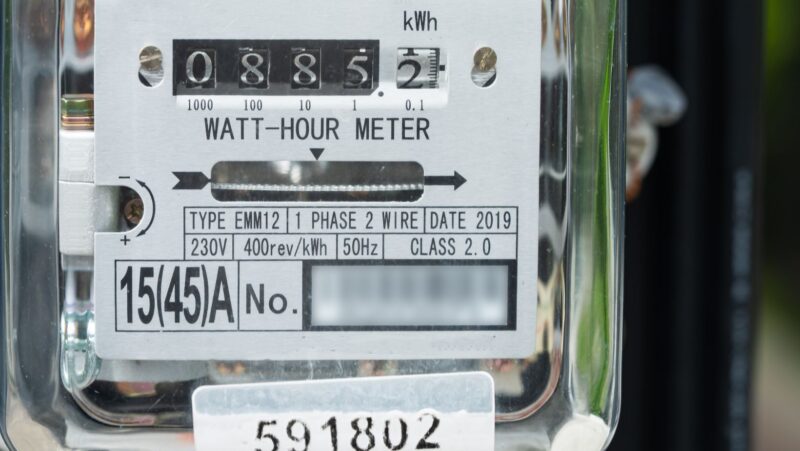 kWh
0 8 8 5 . 2
1000 100 10 1 0.1
WATT-HOUR METER
− 
+
TYPE EMM12 1 PHASE 2 WIRE DATE 2019
230V 400rev/kWh 50Hz CLASS 2.0
15(45)A No.
591802